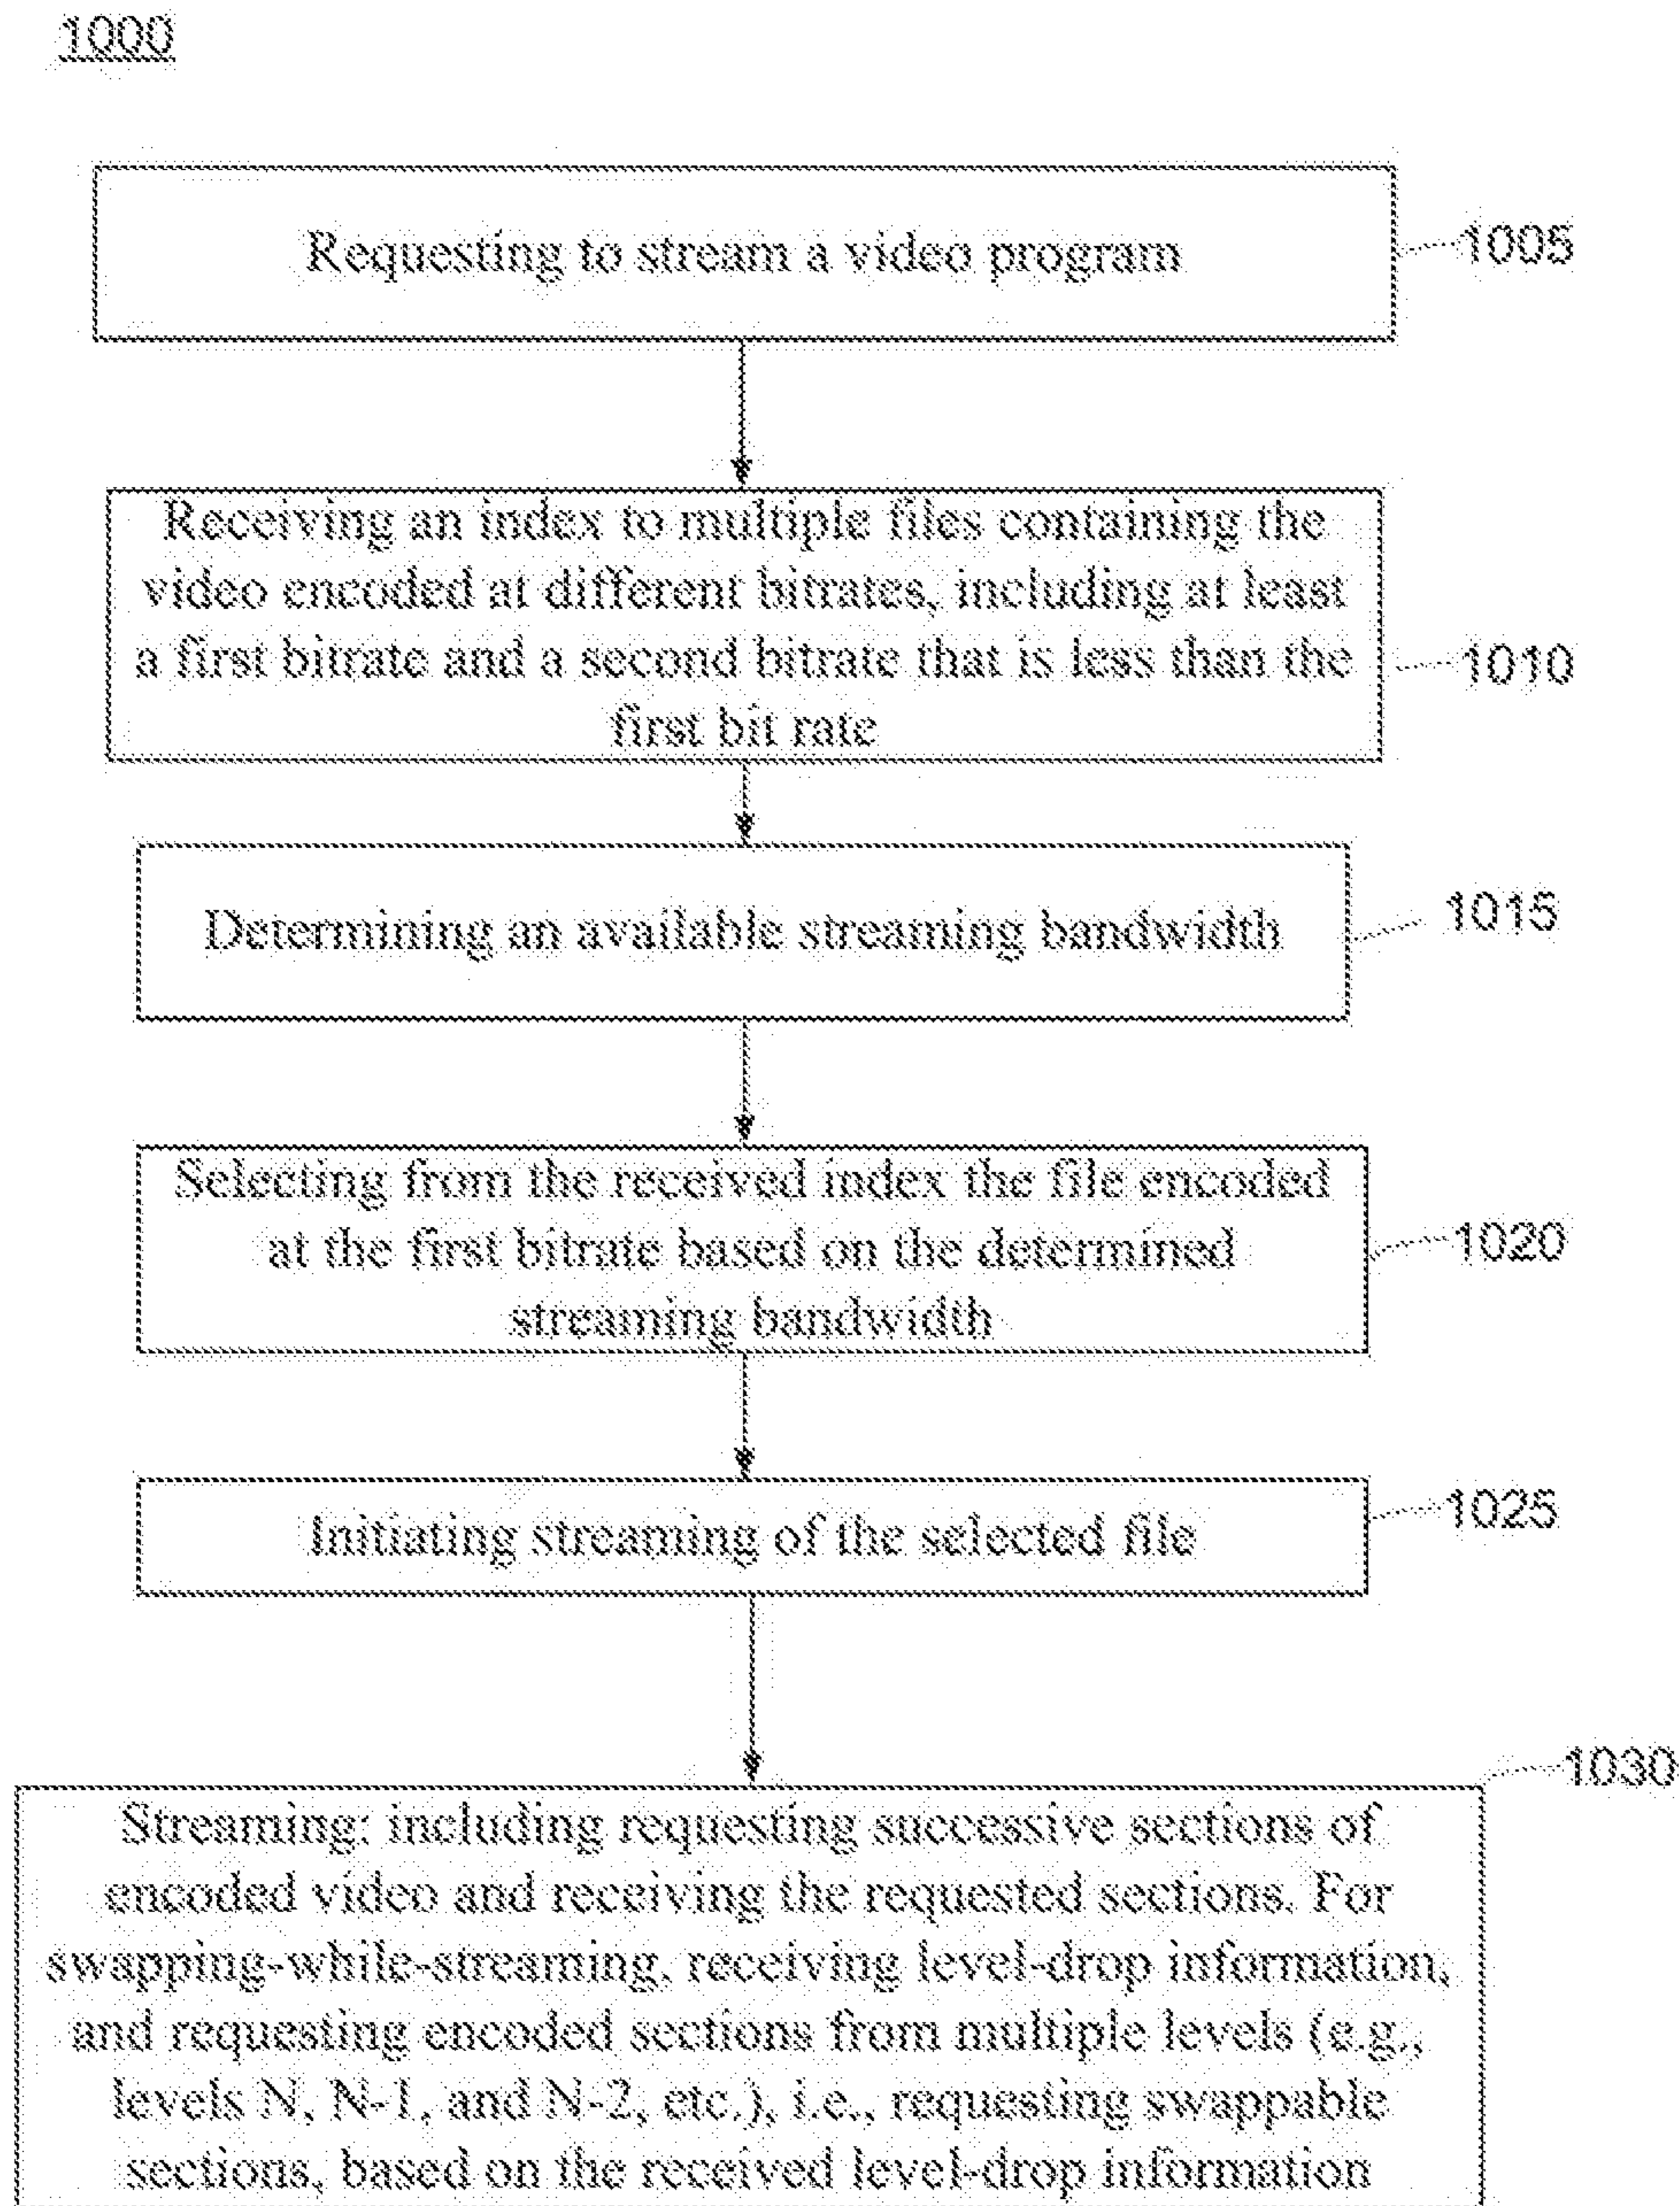 1000
Requesting to stream a video program
1005
Receiving an index to multiple files containing the
video encoded at different bitrates, including at least
a first bitrate and a second bitrate that is less than the
first bit rate
1010
Determining an available streaming bandwidth
1015
Selecting from the received index the file encoded
at the first bitrate based on the determined
streaming bandwidth
1020
Initiating streaming of the selected file
1025
1030
Streaming: including requesting successive sections of
encoded video and receiving the requested sections. For
swapping-while-streaming, receiving level-drop information,
and requesting encoded sections from multiple levels (e.g.,
levels N, N-1, and N-2, etc.), i.e., requesting swappable
sections, based on the received level-drop information